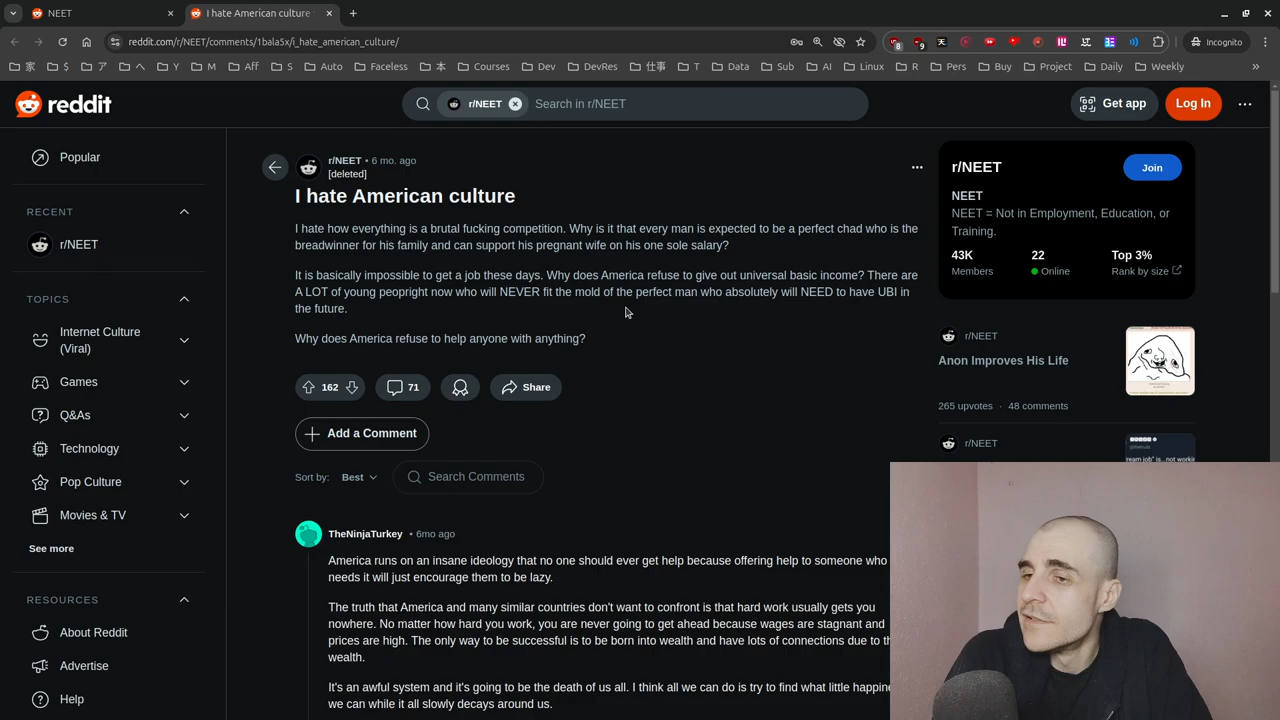 NEET
I hate American culture
reddit.com/r/NEET/comments/1bala5x/i_hate_american_culture/
8
9
Incognito
家 $ ア へ Y M Aff S Auto Faceless 本 Courses Dev DevRes 仕事 T Data Sub AI Linux R Pers Buy Project Daily Weekly
reddit
r/NEET
Search in r/NEET
Get app
Log In
Popular
RECENT
r/NEET
TOPICS
Internet Culture
(Viral)
Games
Q&As
Technology
Pop Culture
Movies & TV
See more
RESOURCES
About Reddit
Advertise
Help
r/NEET • 6 mo. ago
[deleted]
I hate American culture
I hate how everything is a brutal fucking competition. Why is it that every man is expected to be a perfect chad who is the
breadwinner for his family and can support his pregnant wife on his one sole salary?
It is basically impossible to get a job these days. Why does America refuse to give out universal basic income? There are
A LOT of young peopright now who will NEVER fit the mold of the perfect man who absolutely will NEED to have UBI in
the future.
Why does America refuse to help anyone with anything?
162
71
Share
Add a Comment
Sort by: Best
Search Comments
TheNinjaTurkey • 6mo ago
America runs on an insane ideology that no one should ever get help because offering help to someone who
needs it will just encourage them to be lazy.
The truth that America and many similar countries don't want to confront is that hard work usually gets you
nowhere. No matter how hard you work, you are never going to get ahead because wages are stagnant and
prices are high. The only way to be successful is to be born into wealth and have lots of connections due to th
wealth.
It's an awful system and it's going to be the death of us all. I think all we can do is try to find what little happine
we can while it all slowly decays around us.
r/NEET
Join
NEET
NEET = Not in Employment, Education, or
Training.
43K
Members
22
Online
Top 3%
Rank by size
r/NEET
Anon Improves His Life
265 upvotes · 48 comments
r/NEET